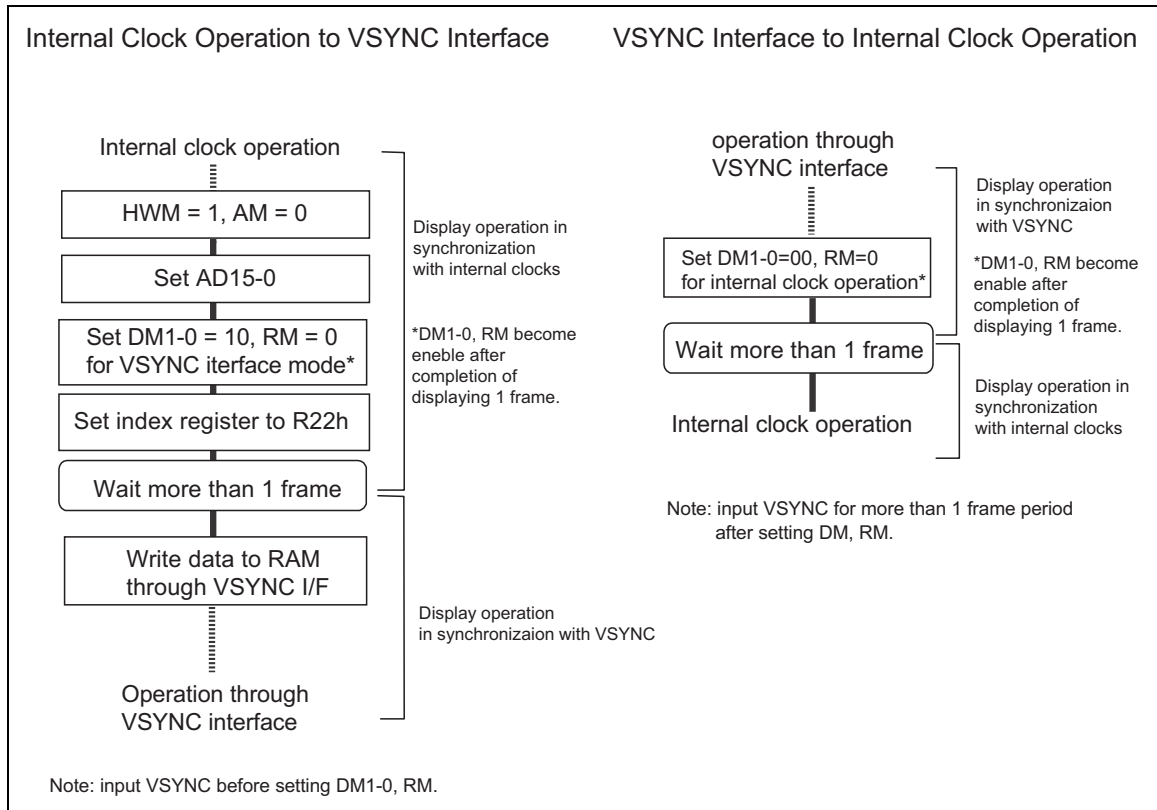 Internal Clock Operation to VSYNC Interface
Internal clock operation
HWM = 1, AM = 0
Set AD15-0
Set DM1-0 = 10, RM = 0
for VSYNC iterface mode*
Set index register to R22h
Wait more than 1 frame
Write data to RAM
through VSYNC I/F
Operation through
VSYNC interface
Display operation in
synchronization
with internal clocks
*DM1-0, RM become
eneble after
completion of
displaying 1 frame.
Display operation
in synchronizaion with VSYNC
Note: input VSYNC before setting DM1-0, RM.
VSYNC Interface to Internal Clock Operation
operation through
VSYNC interface
Set DM1-0=00, RM=0
for internal clock operation*
Wait more than 1 frame
Internal clock operation
Display operation
in synchronizaion
with VSYNC
*DM1-0, RM become
enable after
completion of
displaying 1 frame.
Display operation in
synchronization
with internal clocks
Note: input VSYNC for more than 1 frame period
after setting DM, RM.